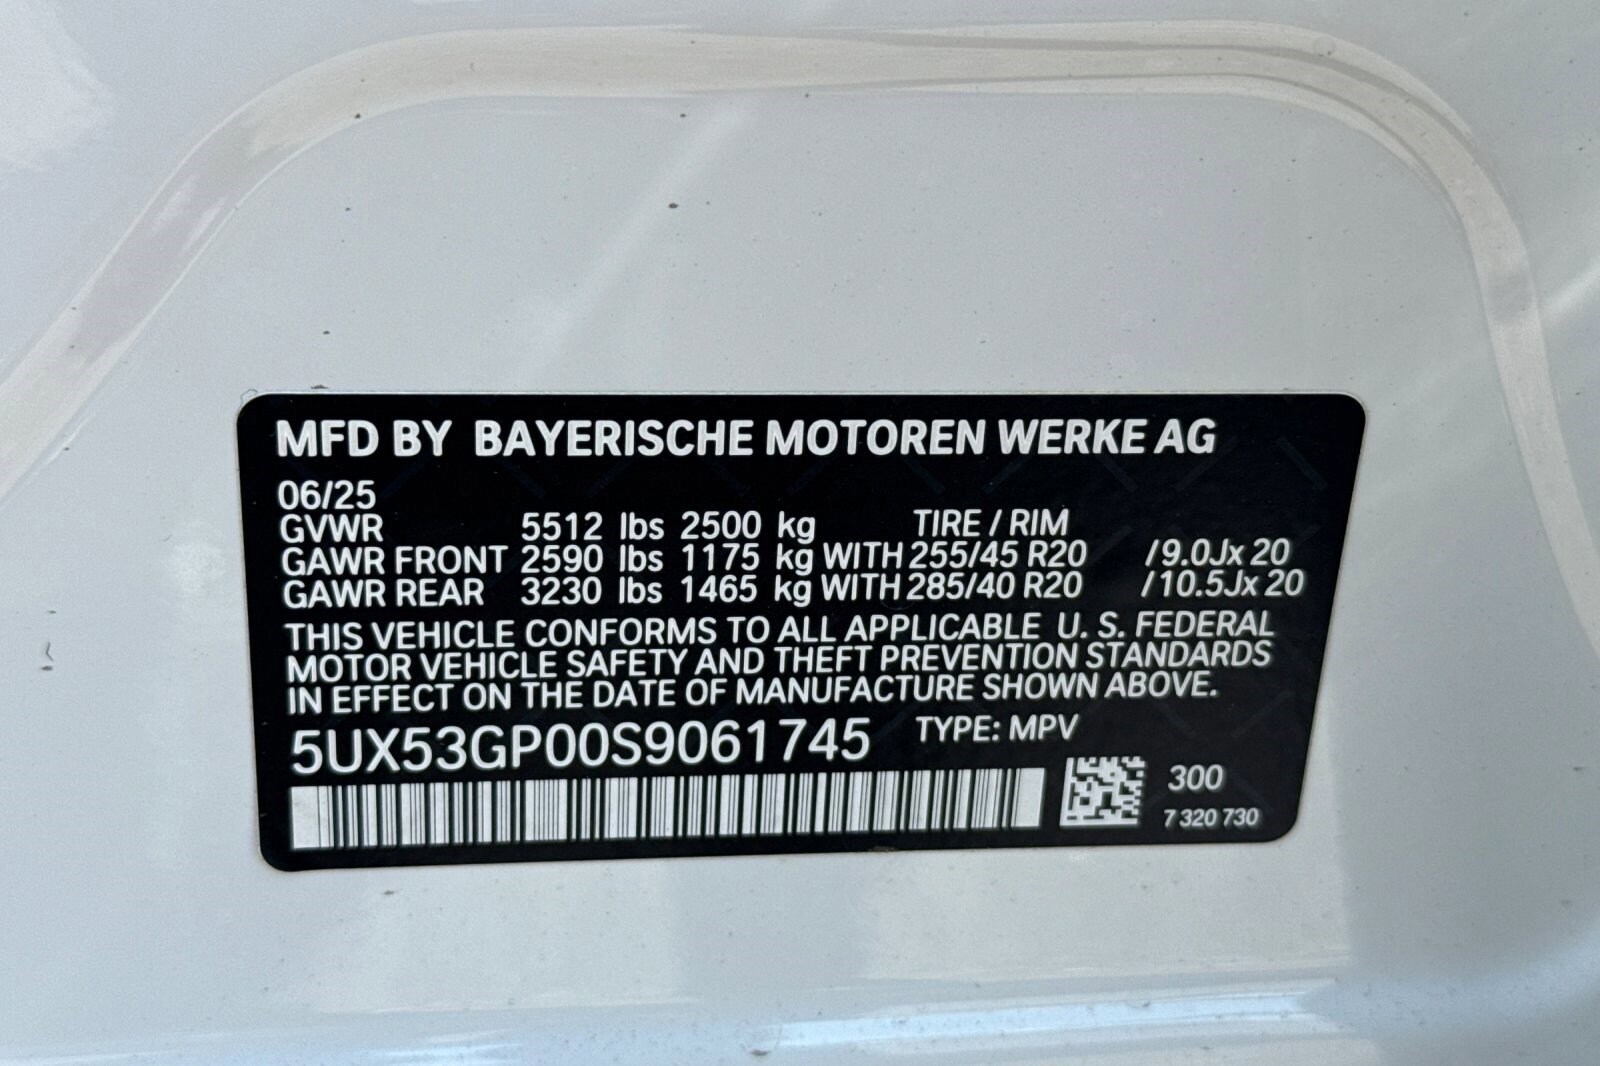 MFD BY BAYERISCHE MOTOREN WERKE AG
06/25
GVWR 5512 lbs 2500 kg TIRE / RIM
GAWR FRONT 2590 lbs 1175 kg WITH 255/45 R20 /9.0Jx 20
GAWR REAR 3230 lbs 1465 kg WITH 285/40 R20 /10.5Jx 20
THIS VEHICLE CONFORMS TO ALL APPLICABLE U. S. FEDERAL
MOTOR VEHICLE SAFETY AND THEFT PREVENTION STANDARDS
IN EFFECT ON THE DATE OF MANUFACTURE SHOWN ABOVE.
5UX53GP00S9061745 TYPE: MPV
300
7 320 730